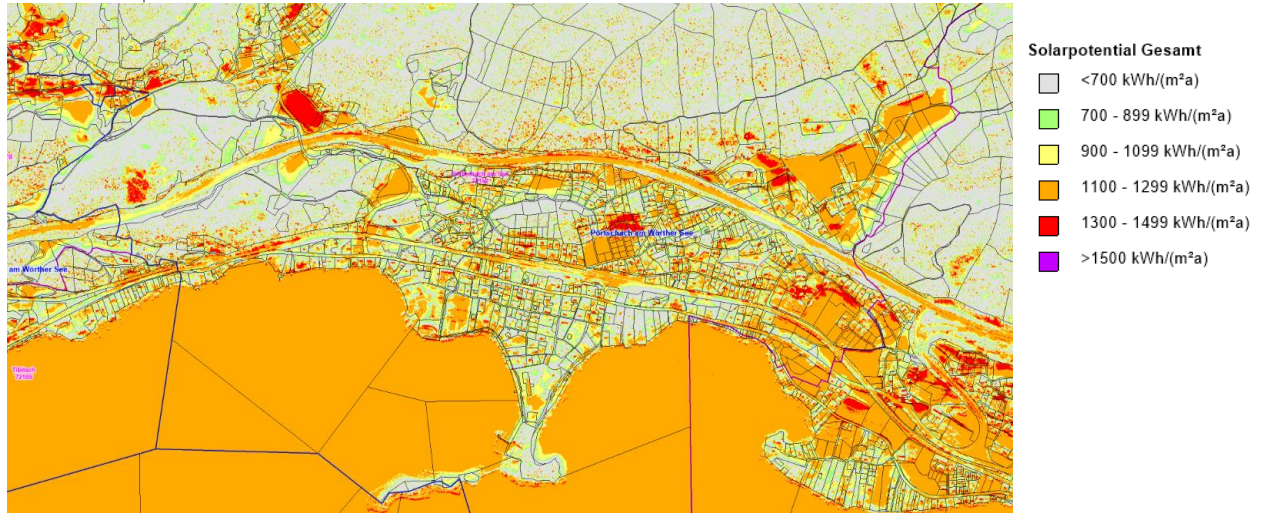 Solarpotential Gesamt
<700 kWh/(m²a)
700 - 899 kWh/(m²a)
900 - 1099 kWh/(m²a)
1100 - 1299 kWh/(m²a)
1300 - 1499 kWh/(m²a)
>1500 kWh/(m²a)
Pörtschach am Wörther See
am Wörther See